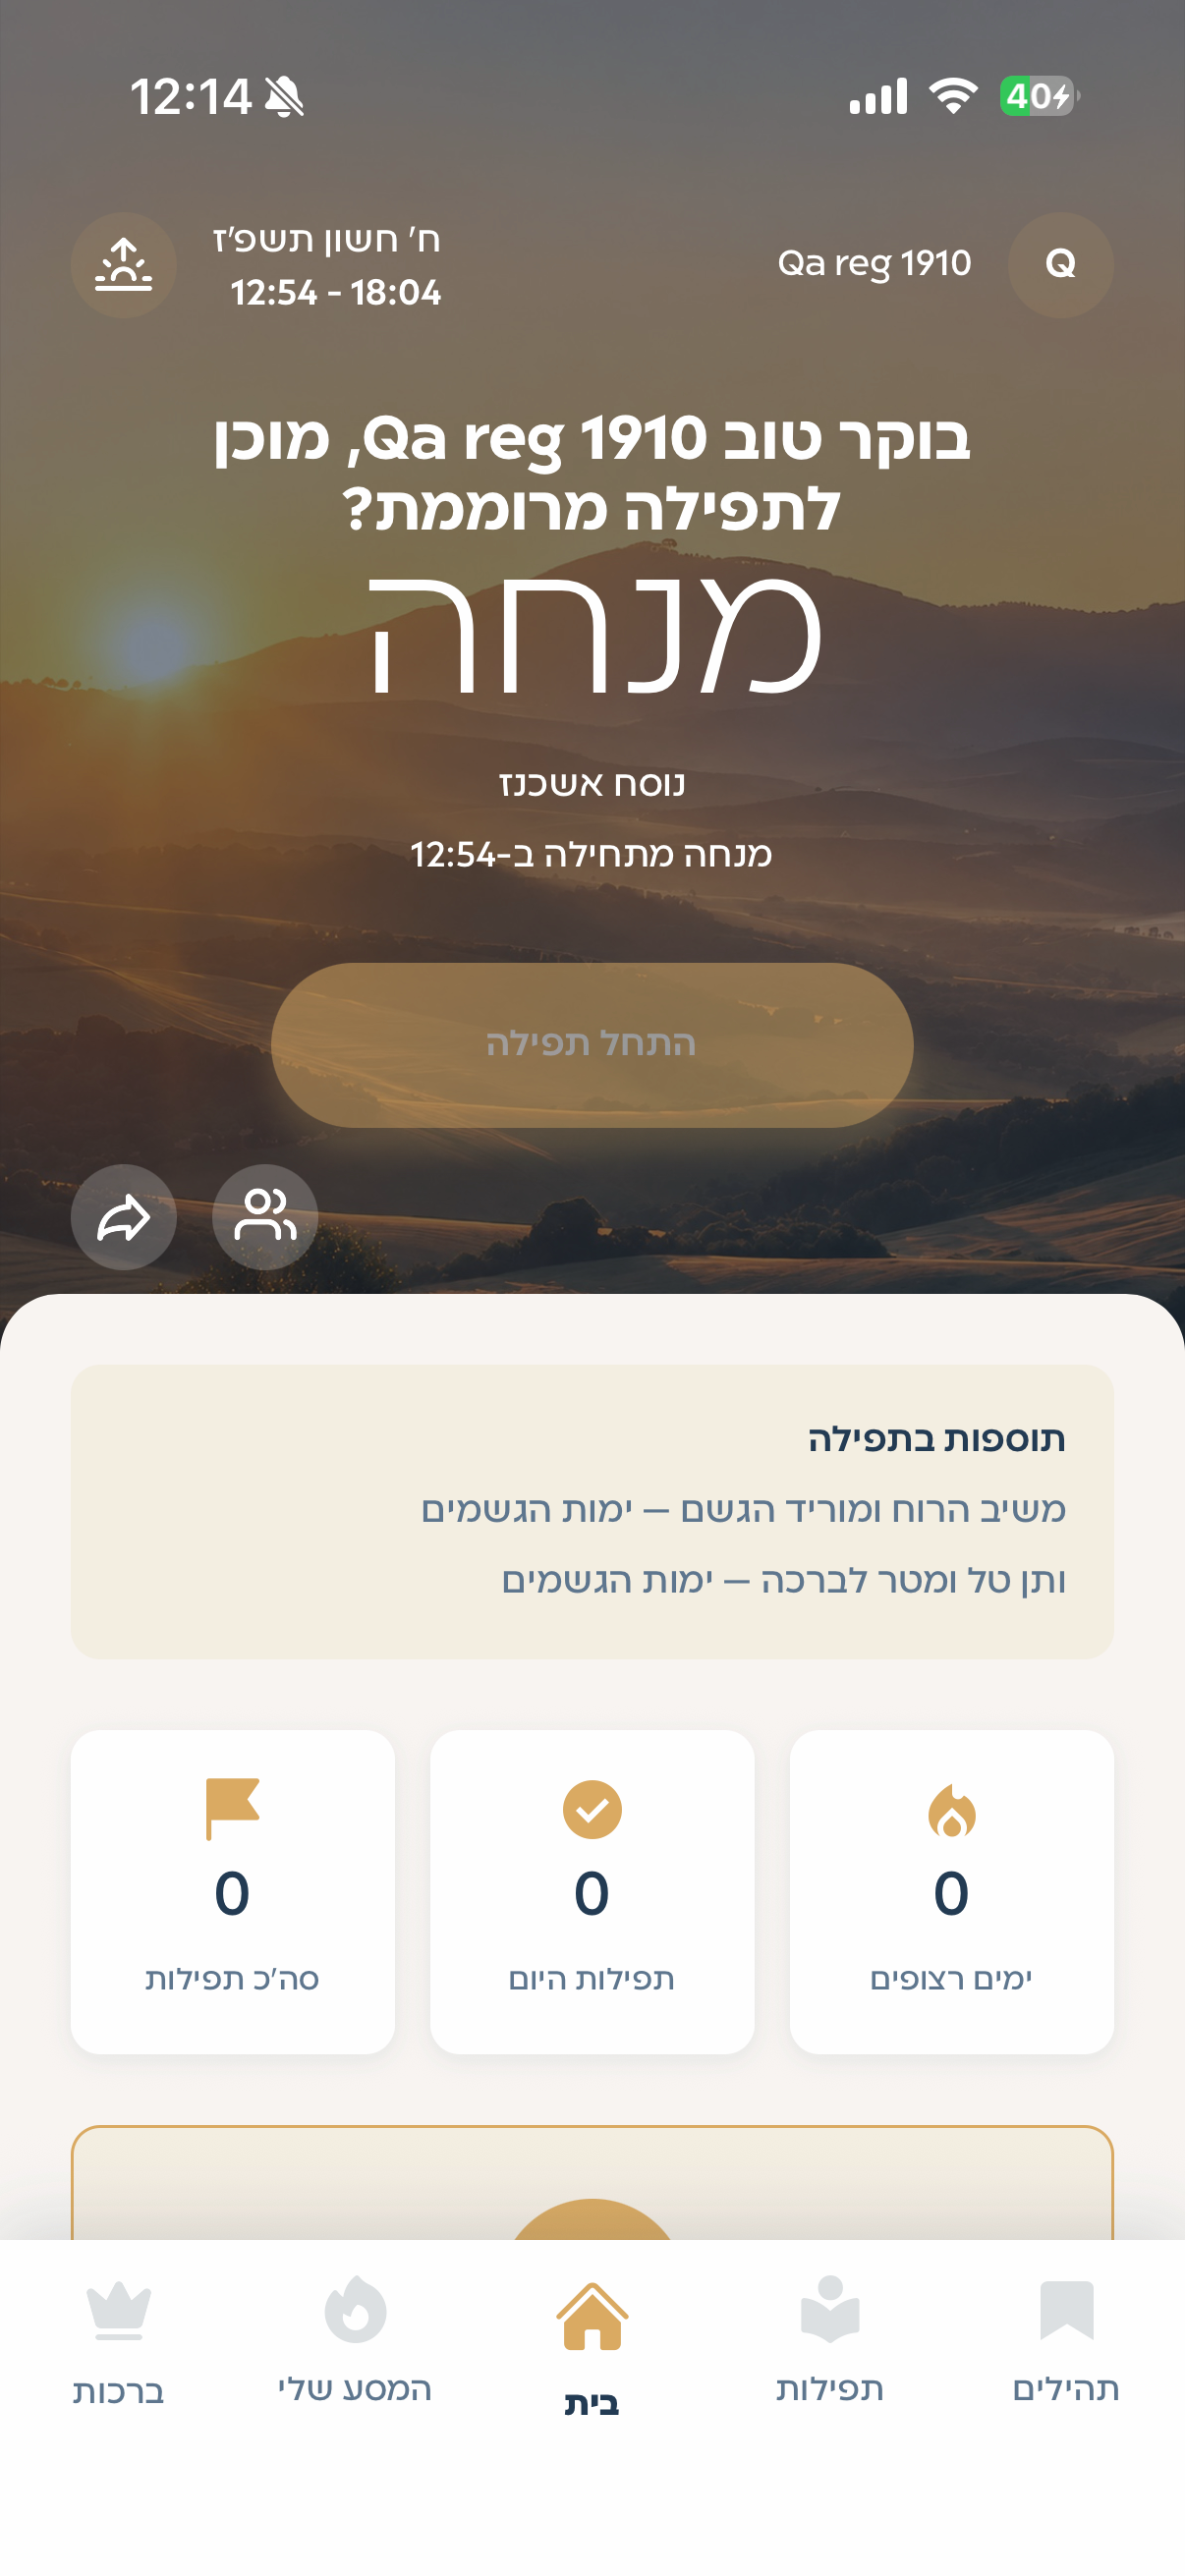 12:14
40
Q
Qa reg 1910
ח' חשון תשפ"ז
12:54 - 18:04
בוקר טוב Qa reg 1910, מוכן
לתפילה מרוממת?
מנחה
נוסח אשכנז
מנחה מתחילה ב-12:54
התחל תפילה
תוספות בתפילה
משיב הרוח ומוריד הגשם — ימות הגשמים
ותן טל ומטר לברכה — ימות הגשמים
0
ימים רצופים
0
תפילות היום
0
סה"כ תפילות
תהילים
תפילות
בית
המסע שלי
ברכות